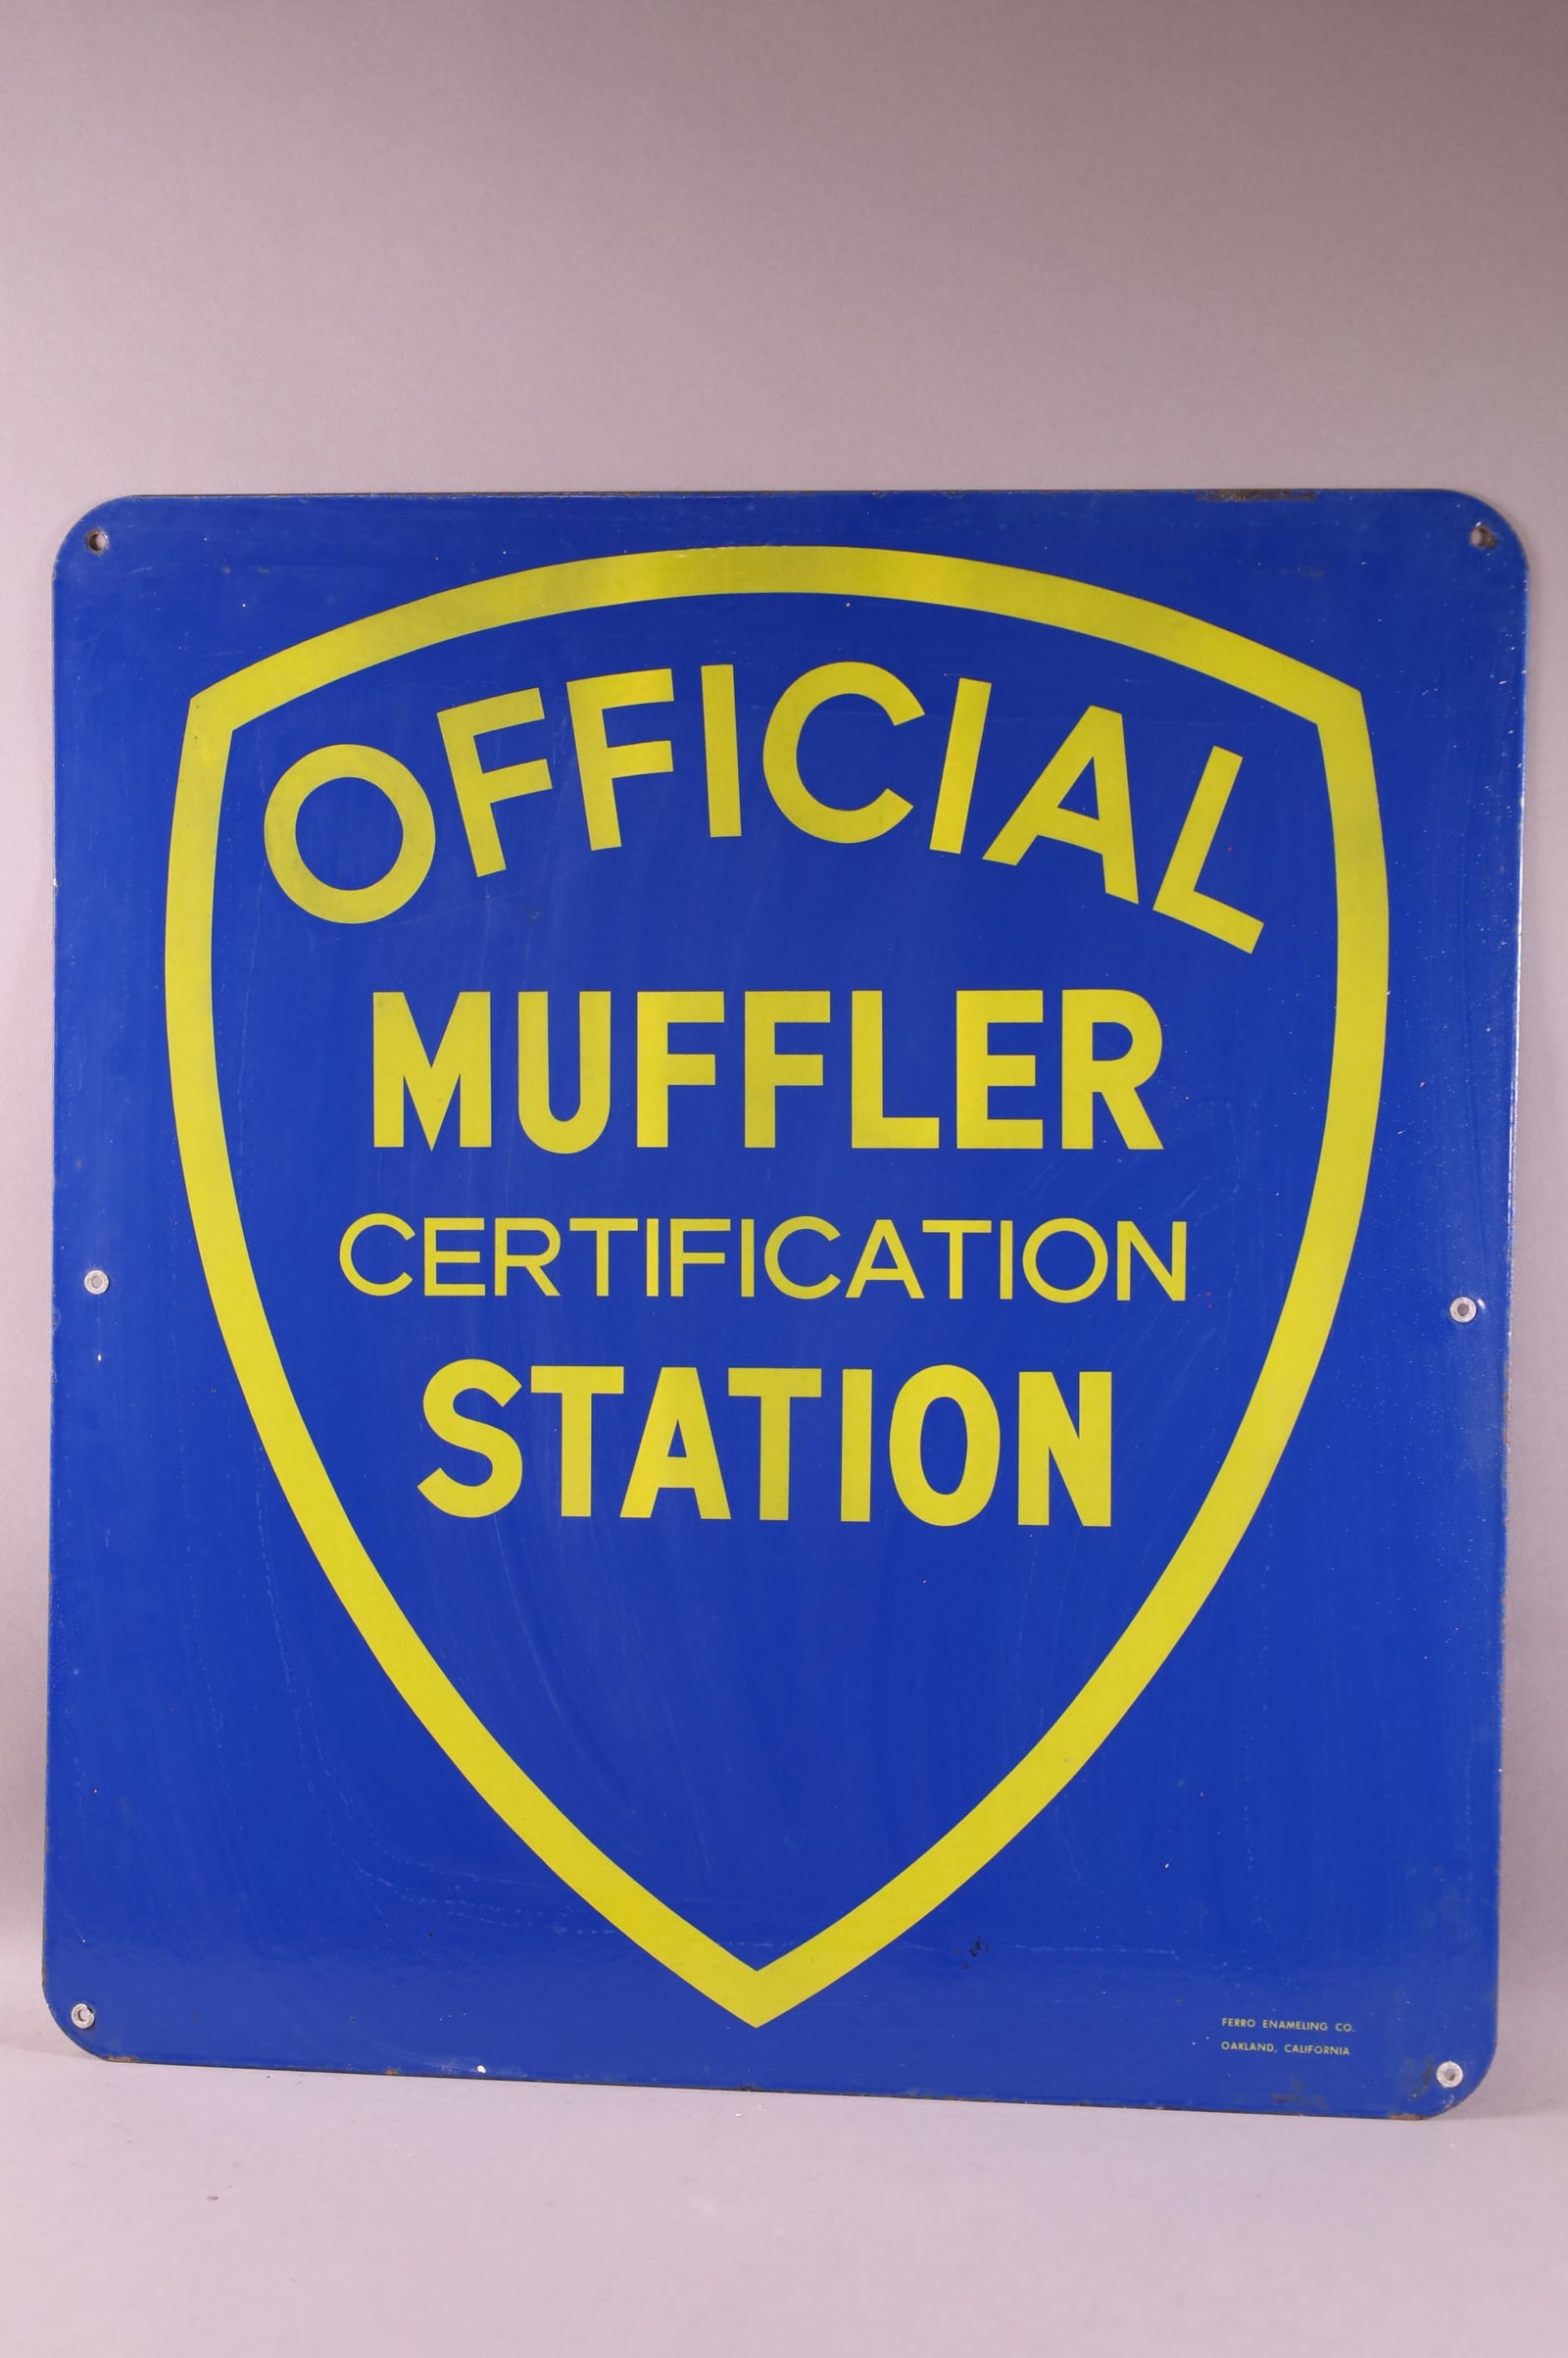 OFFICIAL
MUFFLER
CERTIFICATION
STATION
FERRO ENAMELING CO.
OAKLAND, CALIFORNIA